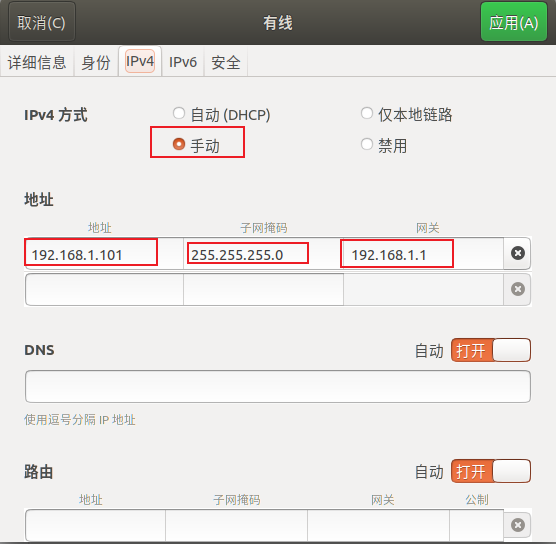 取消(C) 有线 应用(A)
详细信息 身份 IPv4 IPv6 安全
IPv4 方式 自动 (DHCP) 仅本地链路
手动 禁用
地址
地址 子网掩码 网关
192.168.1.101 255.255.255.0 192.168.1.1
DNS 自动 打开
使用逗号分隔 IP 地址
路由 自动 打开
地址 子网掩码 网关 公制